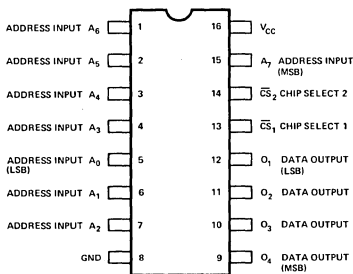 ADDRESS INPUT A6 1 16 VCC
ADDRESS INPUT A5 2 15 A7 ADDRESS INPUT
(MSB)
ADDRESS INPUT A4 3 14 CS2 CHIP SELECT 2
ADDRESS INPUT A3 4 13 CS1 CHIP SELECT 1
ADDRESS INPUT A0 5 12 O1 DATA OUTPUT
(LSB) (LSB)
ADDRESS INPUT A1 6 11 O2 DATA OUTPUT
ADDRESS INPUT A2 7 10 O3 DATA OUTPUT
GND 8 9 O4 DATA OUTPUT
(MSB)